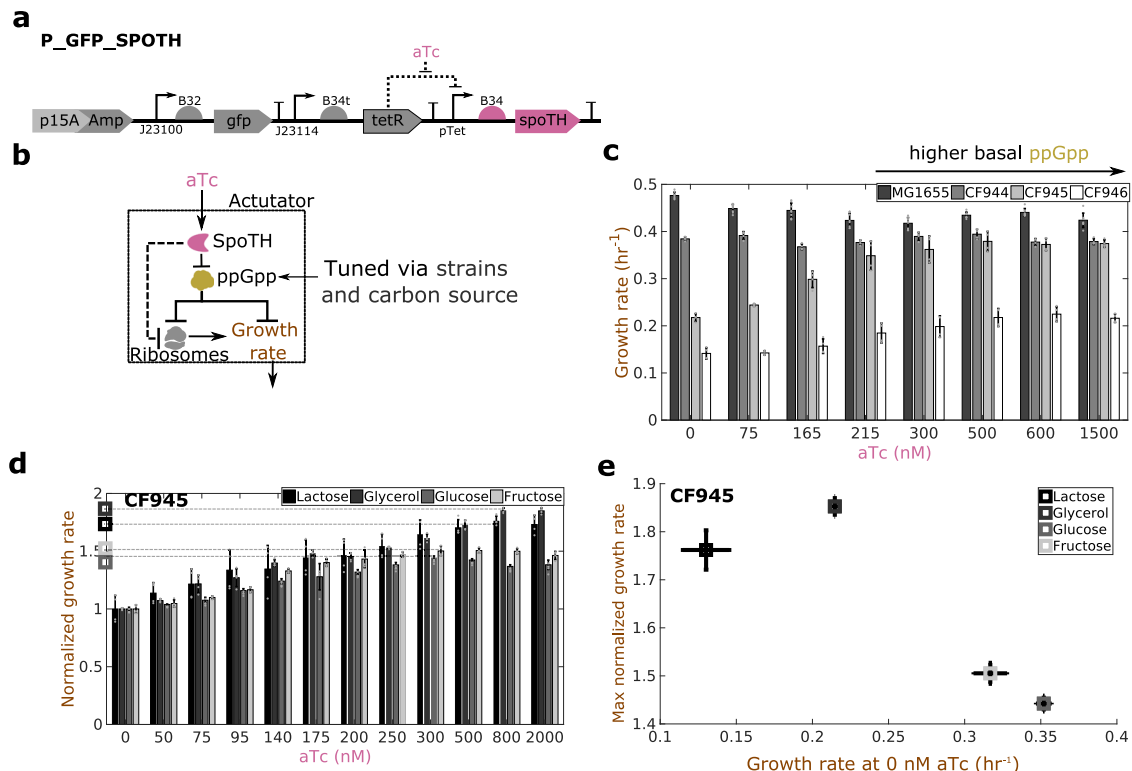 a
P_GFP_SPOTH
aTc
B32
B34t
B34
p15A
Amp
gfp
tetR
spoTH
J23100
J23114
pTet
b
aTc
Actutator
SpoTH
ppGpp
Tuned via strains
and carbon source
Ribosomes
Growth
rate
c
higher basal ppGpp
MG1655
CF944
CF945
CF946
Growth rate (hr⁻¹)
0.5
0.4
0.3
0.2
0.1
0
0 75 165 215 300 500 600 1500
aTc (nM)
d
CF945
Lactose
Glycerol
Glucose
Fructose
Normalized growth rate
2
1.5
1
0.5
0
0 50 75 95 140 175 200 250 300 500 800 2000
aTc (nM)
e
CF945
Lactose
Glycerol
Glucose
Fructose
Max normalized growth rate
1.9
1.8
1.7
1.6
1.5
1.4
0.1 0.15 0.2 0.25 0.3 0.35 0.4
Growth rate at 0 nM aTc (hr⁻¹)